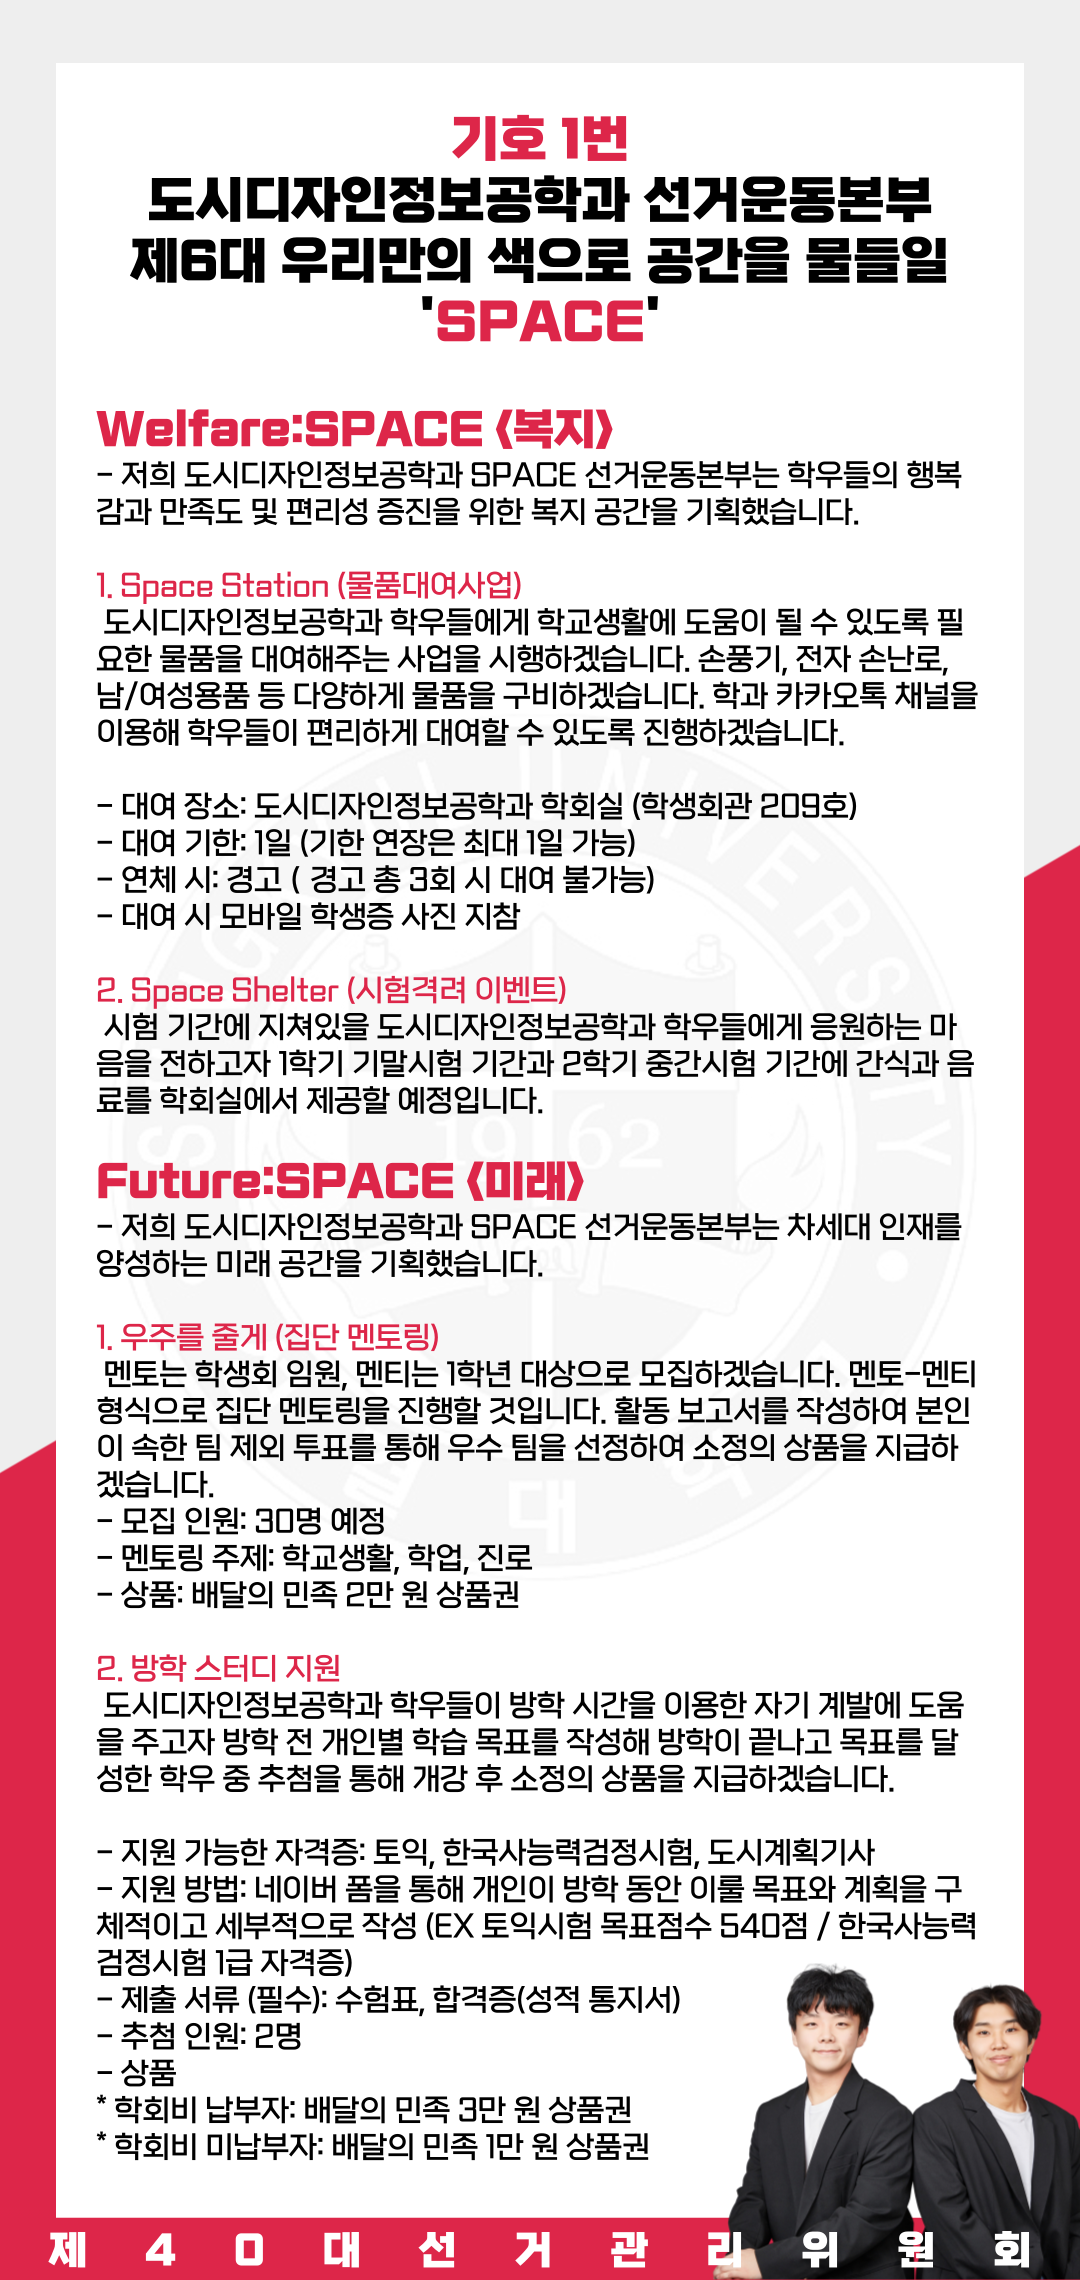 기호 1번
도시디자인정보공학과 선거운동본부
제6대 우리만의 색으로 공간을 물들일
'SPACE'
Welfare:SPACE <복지>
- 저희 도시디자인정보공학과 SPACE 선거운동본부는 학우들의 행복
감과 만족도 및 편리성 증진을 위한 복지 공간을 기획했습니다.
1. Space Station (물품대여사업)
도시디자인정보공학과 학우들에게 학교생활에 도움이 될 수 있도록 필
요한 물품을 대여해주는 사업을 시행하겠습니다. 손풍기, 전자 손난로,
남/여성용품 등 다양하게 물품을 구비하겠습니다. 학과 카카오톡 채널을
이용해 학우들이 편리하게 대여할 수 있도록 진행하겠습니다.
- 대여 장소: 도시디자인정보공학과 학회실 (학생회관 209호)
- 대여 기한: 1일 (기한 연장은 최대 1일 가능)
- 연체 시: 경고 ( 경고 총 3회 시 대여 불가능)
- 대여 시 모바일 학생증 사진 지참
2. Space Shelter (시험격려 이벤트)
시험 기간에 지쳐있을 도시디자인정보공학과 학우들에게 응원하는 마
음을 전하고자 1학기 기말시험 기간과 2학기 중간시험 기간에 간식과 음
료를 학회실에서 제공할 예정입니다.
1962
Future:SPACE <미래>
- 저희 도시디자인정보공학과 SPACE 선거운동본부는 차세대 인재를
양성하는 미래 공간을 기획했습니다.
1. 우주를 줄게 (집단 멘토링)
멘토는 학생회 임원, 멘티는 1학년 대상으로 모집하겠습니다. 멘토-멘티
형식으로 집단 멘토링을 진행할 것입니다. 활동 보고서를 작성하여 본인
이 속한 팀 제외 투표를 통해 우수 팀을 선정하여 소정의 상품을 지급하
겠습니다.
- 모집 인원: 30명 예정
- 멘토링 주제: 학교생활, 학업, 진로
- 상품: 배달의 민족 2만 원 상품권
2. 방학 스터디 지원
도시디자인정보공학과 학우들이 방학 시간을 이용한 자기 계발에 도움
을 주고자 방학 전 개인별 학습 목표를 작성해 방학이 끝나고 목표를 달
성한 학우 중 추첨을 통해 개강 후 소정의 상품을 지급하겠습니다.
- 지원 가능한 자격증: 토익, 한국사능력검정시험, 도시계획기사
- 지원 방법: 네이버 폼을 통해 개인이 방학 동안 이룰 목표와 계획을 구
체적이고 세부적으로 작성 (EX 토익시험 목표점수 540점 / 한국사능력
검정시험 1급 자격증)
- 제출 서류 (필수): 수험표, 합격증(성적 통지서)
- 추첨 인원: 2명
- 상품
* 학회비 납부자: 배달의 민족 3만 원 상품권
* 학회비 미납부자: 배달의 민족 1만 원 상품권
제40대선거관리위원회